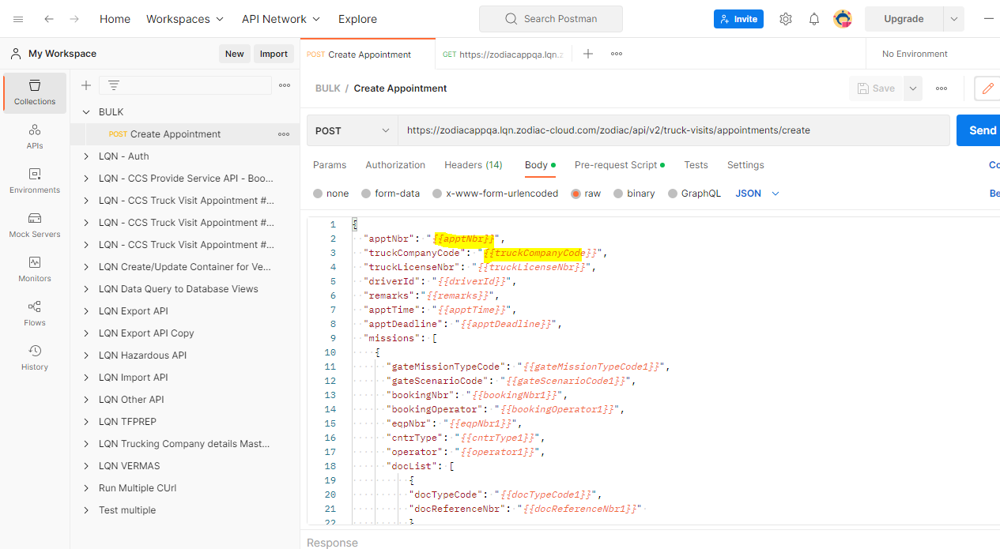 Home Workspaces API Network Explore Search Postman Invite Upgrade
My Workspace New Import
POST Create Appointment GET https://zodiacappqa.lqn.z No Environment
Collections
APIs
Environments
Mock Servers
Monitors
Flows
History
BULK
POST Create Appointment
LQN - Auth
LQN - CCS Provide Service API - Boo...
LQN - CCS Truck Visit Appointment #...
LQN - CCS Truck Visit Appointment #...
LQN - CCS Truck Visit Appointment #...
LQN Create/Update Container for Ve...
LQN Data Query to Database Views
LQN Export API
LQN Export API Copy
LQN Hazardous API
LQN Import API
LQN Other API
LQN TFPREP
LQN Trucking Company details Mast...
LQN VERMAS
Run Multiple CUrl
Test multiple
BULK / Create Appointment Save
POST https://zodiacappqa.lqn.zodiac-cloud.com/zodiac/api/v2/truck-visits/appointments/create Send
Params Authorization Headers (14) Body Pre-request Script Tests Settings Co
none form-data x-www-form-urlencoded raw binary GraphQL JSON Be
1 {
2 "apptNbr": "{{apptNbr}}",
3 "truckCompanyCode": "{{truckCompanyCode}}",
4 "truckLicenseNbr": "{{truckLicenseNbr}}",
5 "driverId": "{{driverId}}",
6 "remarks":"{{remarks}}",
7 "apptTime": "{{apptTime}}",
8 "apptDeadline": "{{apptDeadline}}",
9 "missions": [
10 {
11 "gateMissionTypeCode": "{{gateMissionTypeCode1}}",
12 "gateScenarioCode": "{{gateScenarioCode1}}",
13 "bookingNbr": "{{bookingNbr1}}",
14 "bookingOperator": "{{bookingOperator1}}",
15 "eqpNbr": "{{eqpNbr1}}",
16 "cntrType": "{{cntrType1}}",
17 "operator": "{{operator1}}",
18 "docList": [
19 {
20 "docTypeCode": "{{docTypeCode1}}",
21 "docReferenceNbr": "{{docReferenceNbr1}}"
22 }
Response